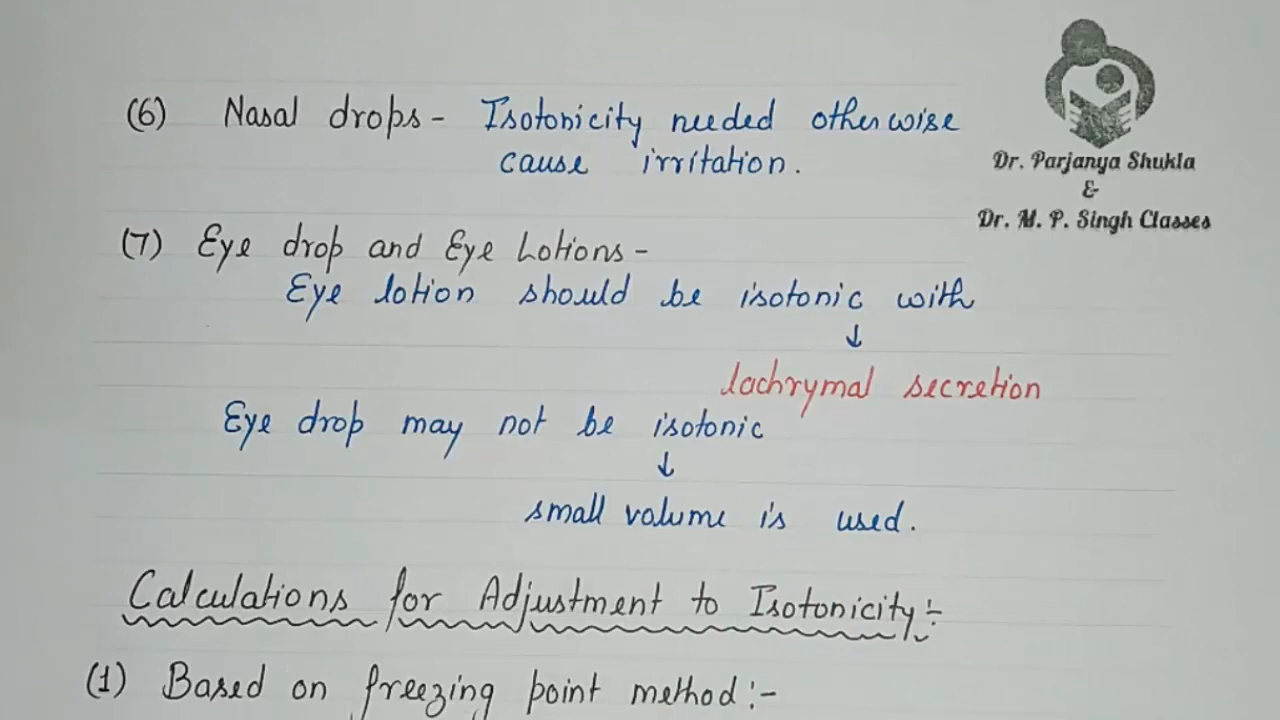 (6) Nasal drops - Isotonicity needed otherwise
cause irritation.
Dr. Parjanya Shukla
&
Dr. M. P. Singh Classes
(7) Eye drop and Eye Lotions -
Eye lotion should be isotonic with
↓
lachrymal secretion
Eye drop may not be isotonic
↓
small volume is used.
Calculations for Adjustment to Isotonicity :-
(1) Based on freezing point method :-